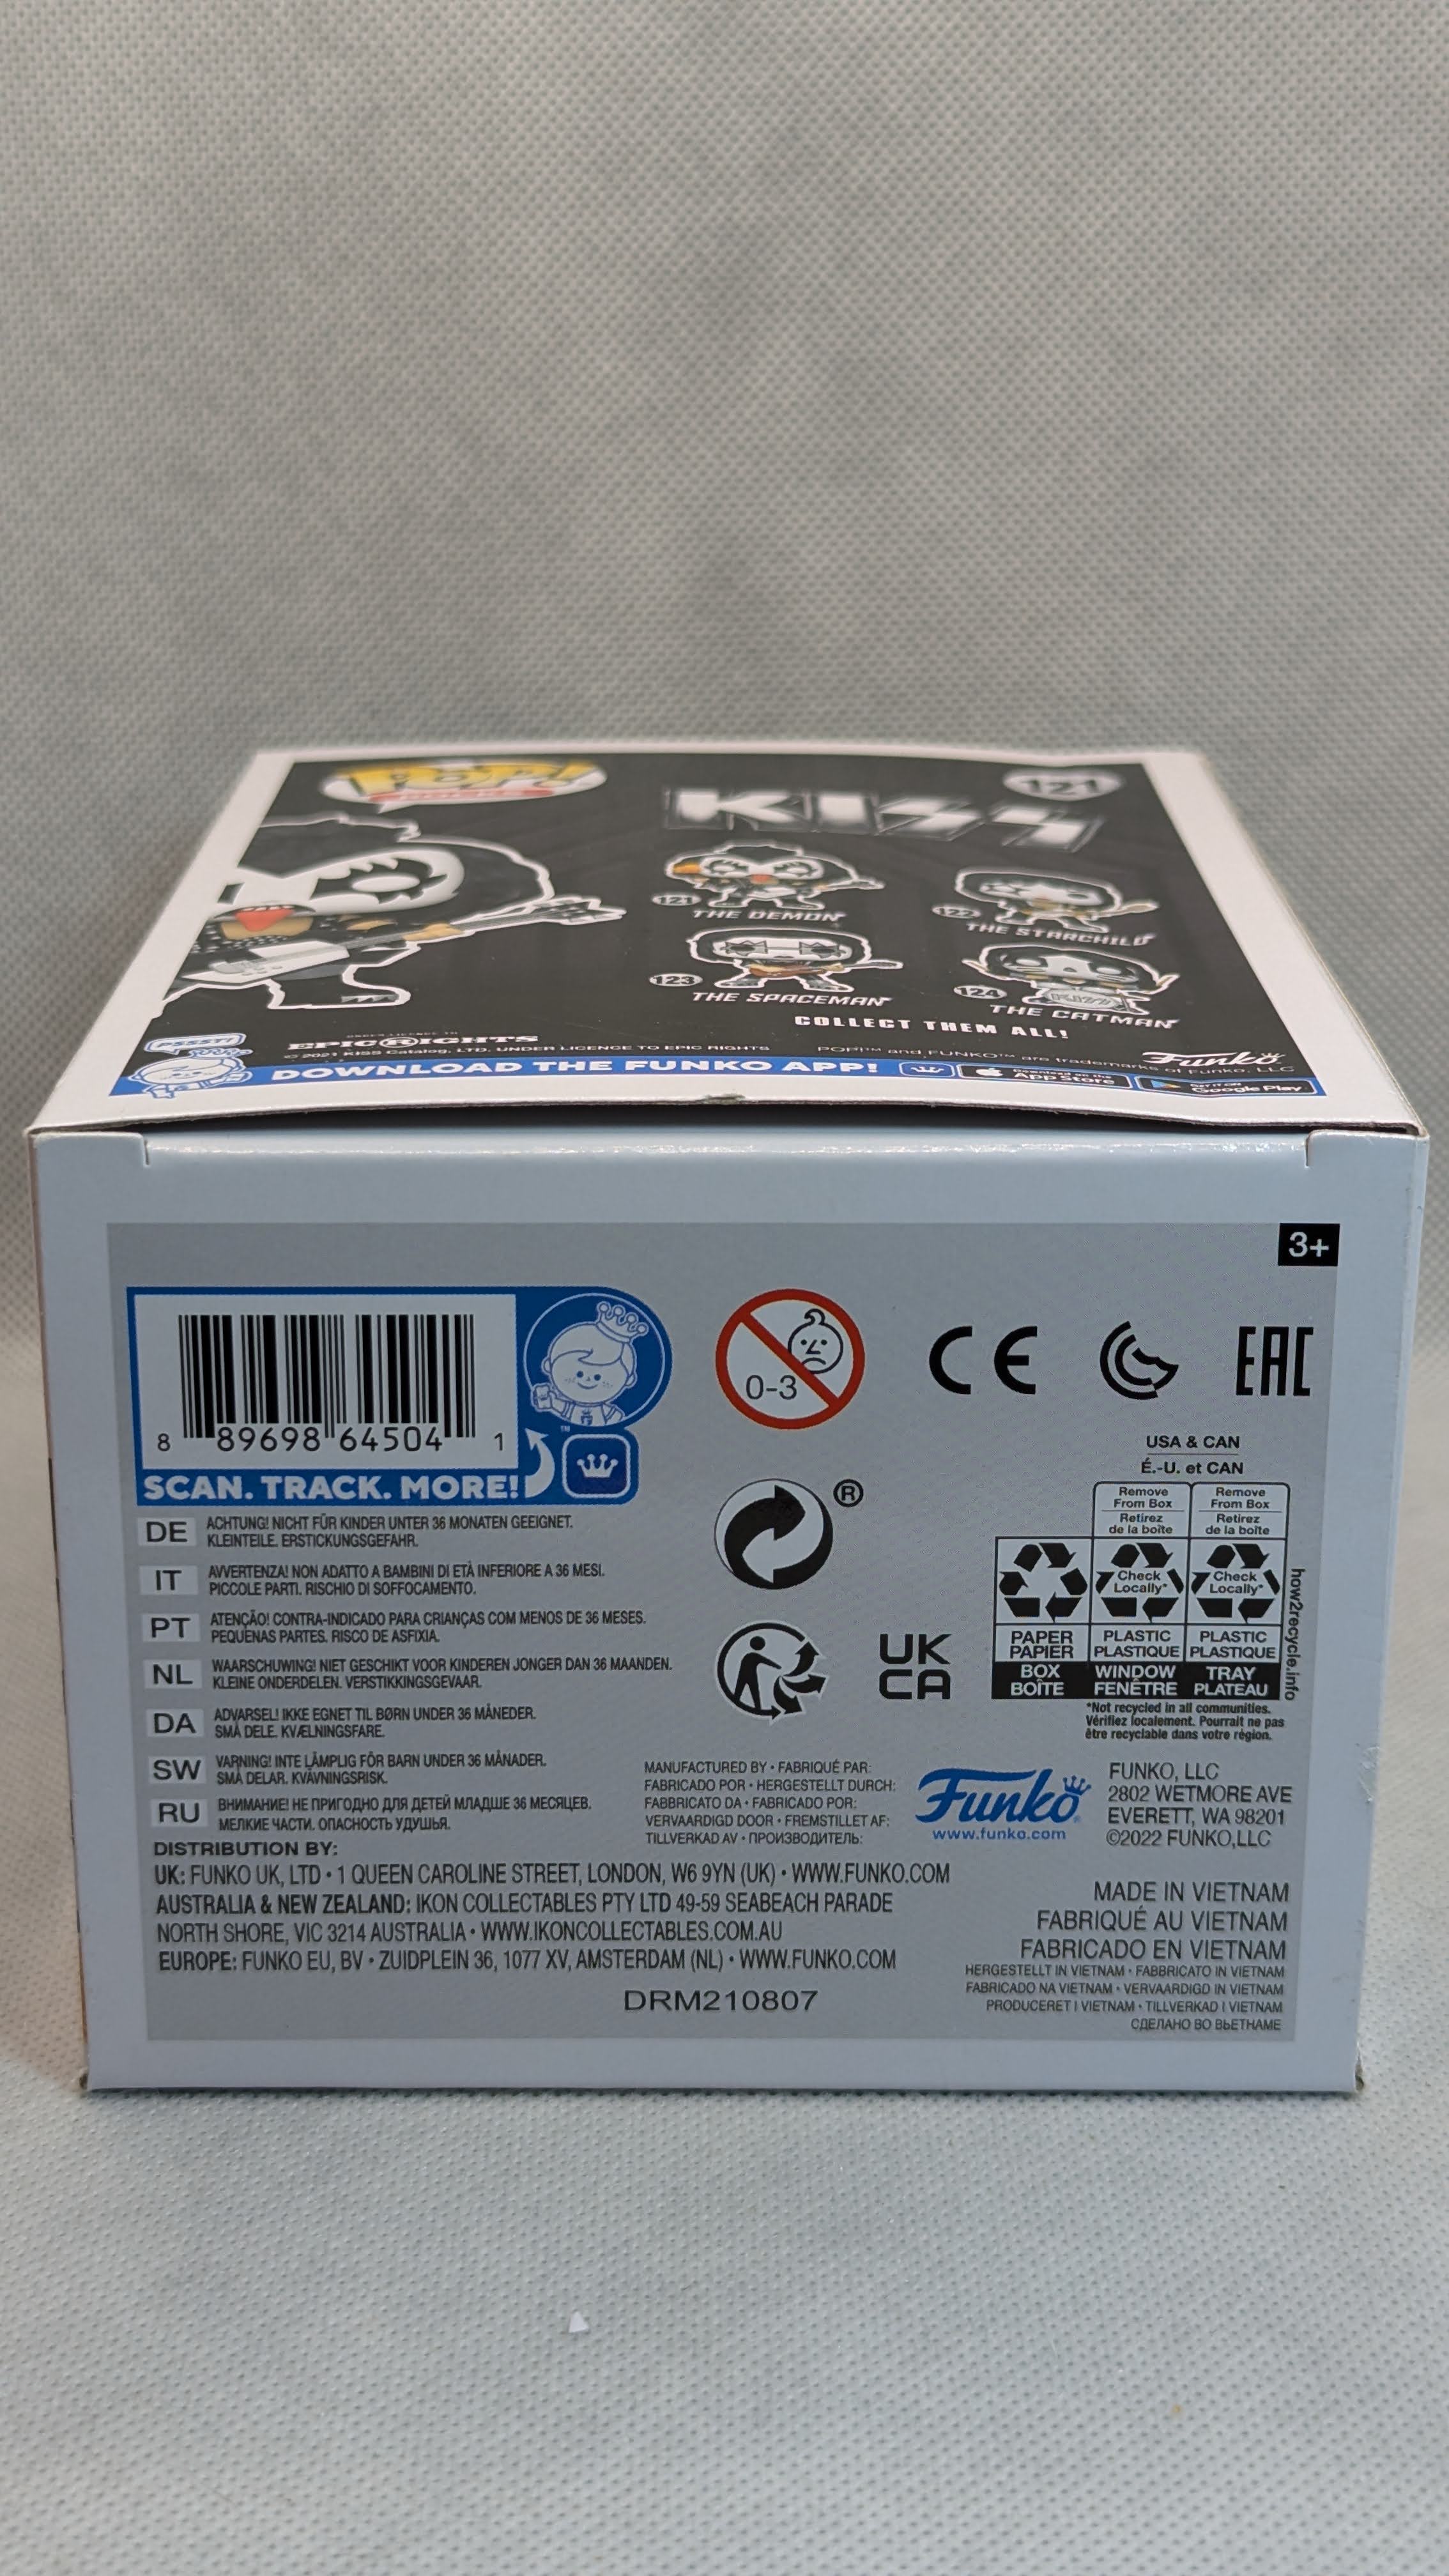 POP!
ROCKS
KISS
121
121
THE DEMON
122
THE STARCHILD
123
THE SPACEMAN
124
THE CATMAN
COLLECT THEM ALL!
PSSST!
UNDER LICENSE TO
EPIC RIGHTS
© 2021 KISS Catalog, LTD. UNDER LICENCE TO EPIC RIGHTS
POP!™ and FUNKO™ are trademarks of Funko, LLC
Funko
DOWNLOAD THE FUNKO APP!
Download on the
App Store
GET IT ON
Google Play
3+
8 89698 64504 1
™
SCAN. TRACK. MORE!
0-3
CE
EAC
®
UK
CA
USA & CAN
É.-U. et CAN
Remove
From Box
Retirez
de la boîte
Remove
From Box
Retirez
de la boîte
Check
Locally*
Check
Locally*
PAPER
PAPIER
PLASTIC
PLASTIQUE
PLASTIC
PLASTIQUE
BOX
BOÎTE
WINDOW
FENÊTRE
TRAY
PLATEAU
how2recycle.info
*Not recycled in all communities.
Vérifiez localement. Pourrait ne pas
être recyclable dans votre région.
DE ACHTUNG! NICHT FÜR KINDER UNTER 36 MONATEN GEEIGNET.
KLEINTEILE. ERSTICKUNGSGEFAHR.
IT AVVERTENZA! NON ADATTO A BAMBINI DI ETÀ INFERIORE A 36 MESI.
PICCOLE PARTI. RISCHIO DI SOFFOCAMENTO.
PT ATENÇÃO! CONTRA-INDICADO PARA CRIANÇAS COM MENOS DE 36 MESES.
PEQUENAS PARTES. RISCO DE ASFIXIA.
NL WAARSCHUWING! NIET GESCHIKT VOOR KINDEREN JONGER DAN 36 MAANDEN.
KLEINE ONDERDELEN. VERSTIKKINGSGEVAAR.
DA ADVARSEL! IKKE EGNET TIL BØRN UNDER 36 MÅNEDER.
SMÅ DELE. KVÆLNINGSFARE.
SW VARNING! INTE LÄMPLIG FÖR BARN UNDER 36 MÅNADER.
SMÅ DELAR. KVÄVNINGSRISK.
RU ВНИМАНИЕ! НЕ ПРИГОДНО ДЛЯ ДЕТЕЙ МЛАДШЕ 36 МЕСЯЦЕВ.
МЕЛКИЕ ЧАСТИ. ОПАСНОСТЬ УДУШЬЯ.
MANUFACTURED BY • FABRIQUÉ PAR:
FABRICADO POR • HERGESTELLT DURCH:
FABBRICATO DA • FABRICADO POR:
VERVAARDIGD DOOR • FREMSTILLET AF:
TILLVERKAD AV • ПРОИЗВОДИТЕЛЬ:
Funko
www.funko.com
FUNKO, LLC
2802 WETMORE AVE
EVERETT, WA 98201
©2022 FUNKO,LLC
DISTRIBUTION BY:
UK: FUNKO UK, LTD • 1 QUEEN CAROLINE STREET, LONDON, W6 9YN (UK) • WWW.FUNKO.COM
AUSTRALIA & NEW ZEALAND: IKON COLLECTABLES PTY LTD 49-59 SEABEACH PARADE
NORTH SHORE, VIC 3214 AUSTRALIA • WWW.IKONCOLLECTABLES.COM.AU
EUROPE: FUNKO EU, BV • ZUIDPLEIN 36, 1077 XV, AMSTERDAM (NL) • WWW.FUNKO.COM
DRM210807
MADE IN VIETNAM
FABRIQUÉ AU VIETNAM
FABRICADO EN VIETNAM
HERGESTELLT IN VIETNAM • FABBRICATO IN VIETNAM
FABRICADO NA VIETNAM • VERVAARDIGD IN VIETNAM
PRODUCERET I VIETNAM • TILLVERKAD I VIETNAM
СДЕЛАНО ВО ВЬЕТНАМЕ